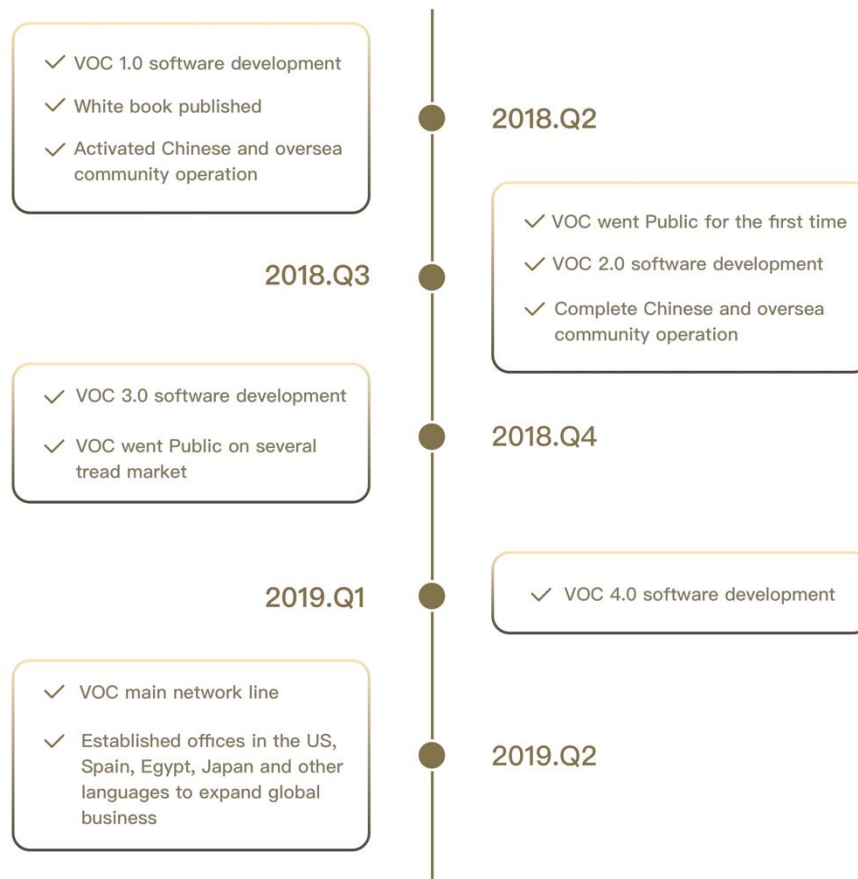 VOC 1.0 software development
White book published
Activated Chinese and oversea
community operation
2018.Q2
VOC went Public for the first time
VOC 2.0 software development
Complete Chinese and oversea
community operation
2018.Q3
VOC 3.0 software development
VOC went Public on several
tread market
2018.Q4
VOC 4.0 software development
2019.Q1
VOC main network line
Established offices in the US,
Spain, Egypt, Japan and other
languages to expand global
business
2019.Q2